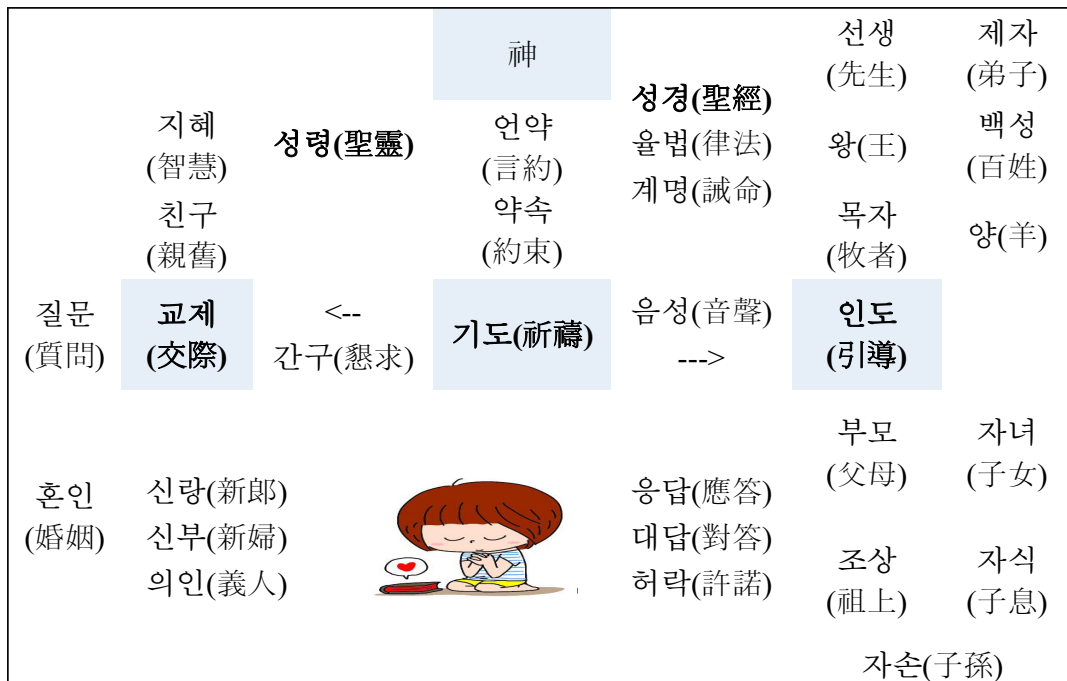 神
선생
(先生)
제자
(弟子)
지혜
(智慧)
성령(聖靈)
언약
(言約)
성경(聖經)
율법(律法)
계명(誡命)
왕(王)
백성
(百姓)
친구
(親舊)
약속
(約束)
목자
(牧者)
양(羊)
질문
(質問)
교제
(交際)
<--
간구(懇求)
기도(祈禱)
음성(音聲)
--->
인도
(引導)
혼인
(婚姻)
신랑(新郞)
신부(新婦)
의인(義人)
응답(應答)
대답(對答)
허락(許諾)
부모
(父母)
자녀
(子女)
조상
(祖上)
자식
(子息)
자손(子孫)